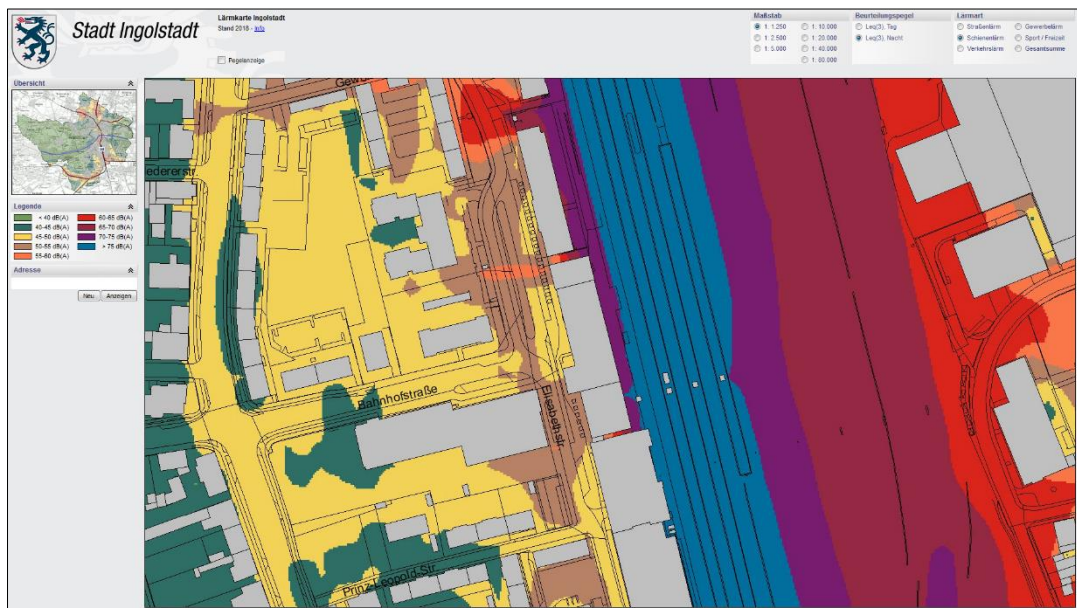 Stadt Ingolstadt
Lärmkarte Ingolstadt
Stand 2018 - Info
Pegelanzeige
Maßstab
1: 1.250
1: 10.000
1: 2.500
1: 20.000
1: 5.000
1: 40.000
1: 80.000
Beurteilungspegel
Leq(3), Tag
Leq(3), Nacht
Lärmart
Straßenlärm
Gewerbelärm
Schienenlärm
Sport / Freizeit
Verkehrslärm
Gesamtsumme
Übersicht
Legende
< 40 dB(A)
60-65 dB(A)
40-45 dB(A)
65-70 dB(A)
45-50 dB(A)
70-75 dB(A)
50-55 dB(A)
> 75 dB(A)
55-60 dB(A)
Adresse
Neu
Anzeigen
Gew
edererstr.
Bahnhofstraße
Elisabethstr.
Prinz-Leopold-Str.